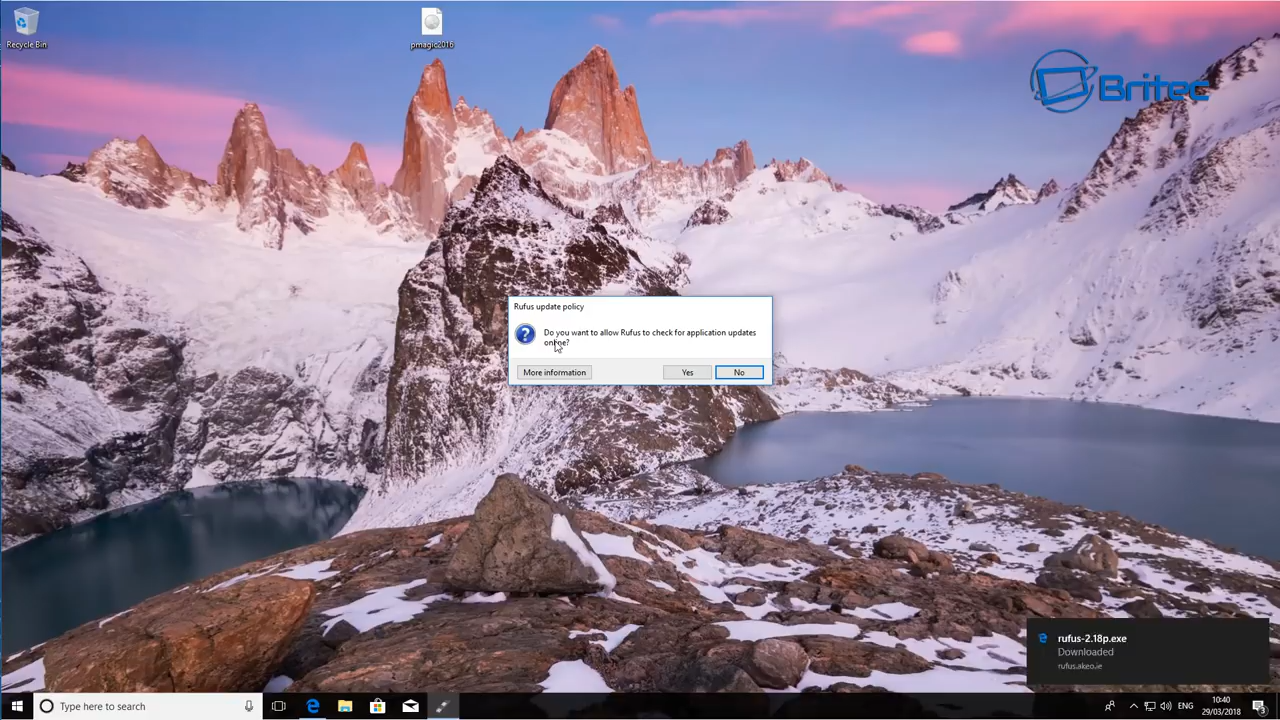 Recycle Bin
pmagic2016
Britec
Rufus update policy
Do you want to allow Rufus to check for application updates
online?
More information
Yes
No
rufus-2.18p.exe
Downloaded
rufus.akeo.ie
Type here to search
ENG
10:40
29/03/2018
3